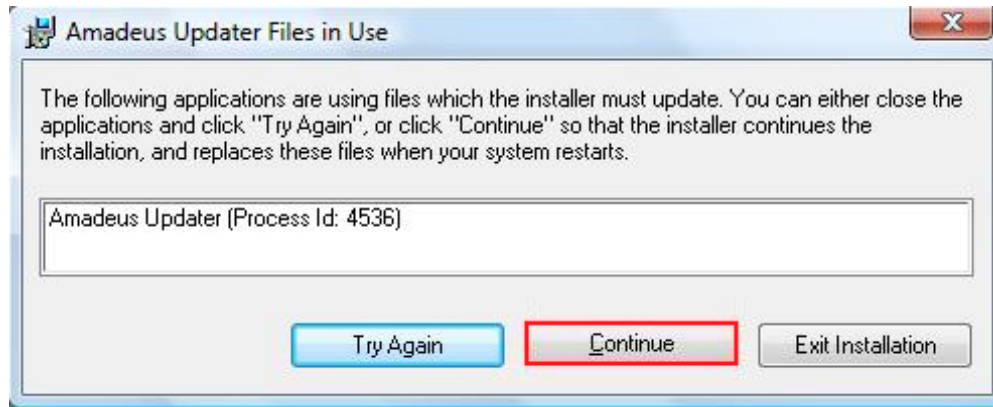 Amadeus Updater Files in Use
The following applications are using files which the installer must update. You can either close the
applications and click "Try Again", or click "Continue" so that the installer continues the
installation, and replaces these files when your system restarts.
Amadeus Updater (Process Id: 4536)
Try Again
Continue
Exit Installation